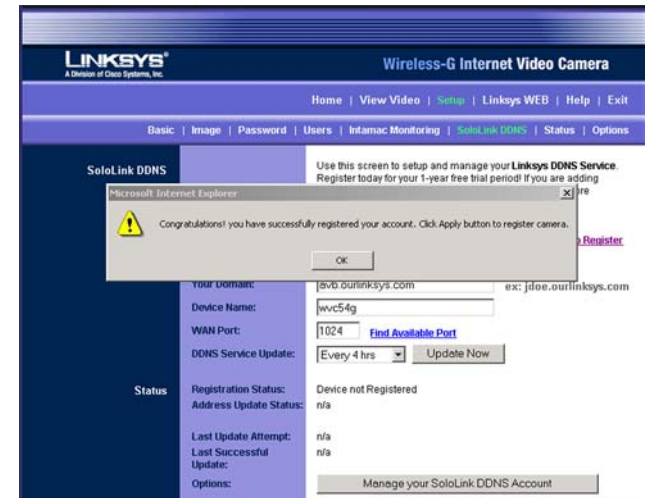 LINKSYS®
A Division of Cisco Systems, Inc.
Wireless-G Internet Video Camera
Home | View Video | Setup | Linksys WEB | Help | Exit
Basic | Image | Password | Users | Intamac Monitoring | SoloLink DDNS | Status | Options
SoloLink DDNS
Use this screen to setup and manage your Linksys DDNS Service.
Register today for your 1-year free trial period! If you are adding
Microsoft Internet Explorer
Congratulations! you have successfully registered your account. Click Apply button to register camera.
Register
OK
Your Domain: avb.ourlinksys.com ex: jdoe.ourlinksys.com
Device Name: wvc54g
WAN Port: 1024 Find Available Port
DDNS Service Update: Every 4 hrs Update Now
Status
Registration Status: Device not Registered
Address Update Status: n/a
Last Update Attempt: n/a
Last Successful n/a
Update:
Options: Manage your SoloLink DDNS Account